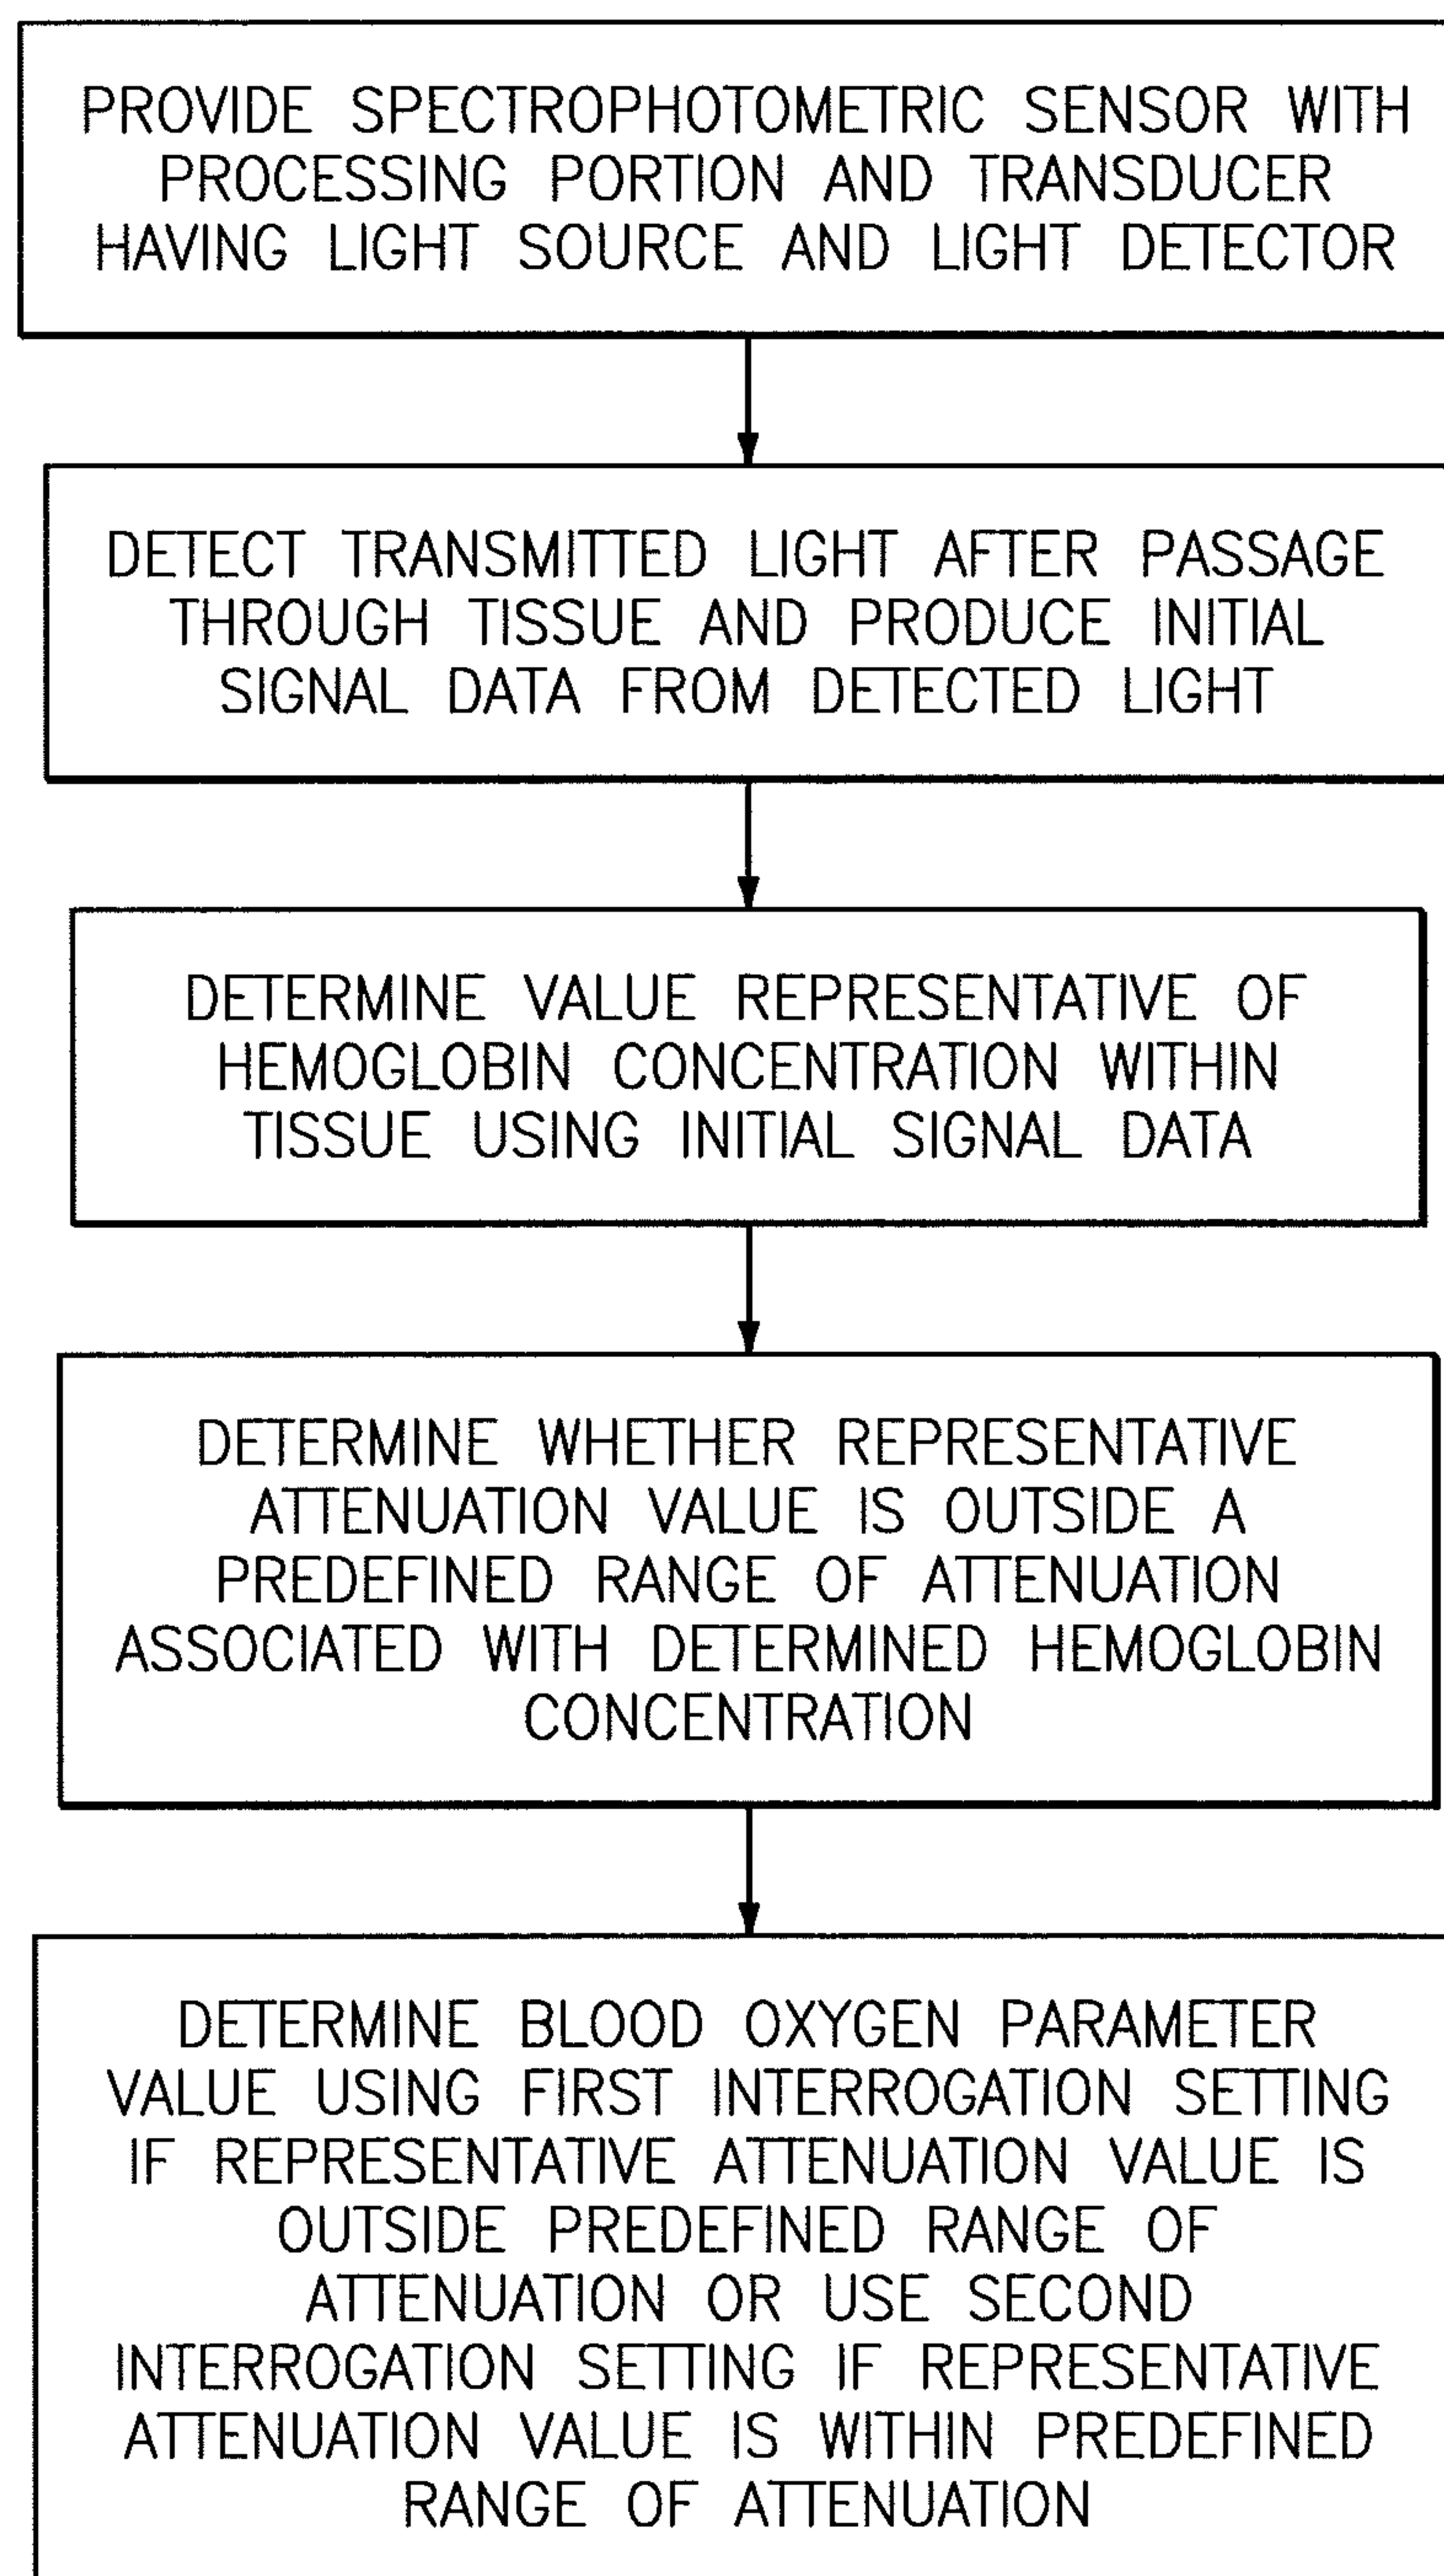 PROVIDE SPECTROPHOTOMETRIC SENSOR WITH
PROCESSING PORTION AND TRANSDUCER
HAVING LIGHT SOURCE AND LIGHT DETECTOR
DETECT TRANSMITTED LIGHT AFTER PASSAGE
THROUGH TISSUE AND PRODUCE INITIAL
SIGNAL DATA FROM DETECTED LIGHT
DETERMINE VALUE REPRESENTATIVE OF
HEMOGLOBIN CONCENTRATION WITHIN
TISSUE USING INITIAL SIGNAL DATA
DETERMINE WHETHER REPRESENTATIVE
ATTENUATION VALUE IS OUTSIDE A
PREDEFINED RANGE OF ATTENUATION
ASSOCIATED WITH DETERMINED HEMOGLOBIN
CONCENTRATION
DETERMINE BLOOD OXYGEN PARAMETER
VALUE USING FIRST INTERROGATION SETTING
IF REPRESENTATIVE ATTENUATION VALUE IS
OUTSIDE PREDEFINED RANGE OF
ATTENUATION OR USE SECOND
INTERROGATION SETTING IF REPRESENTATIVE
ATTENUATION VALUE IS WITHIN PREDEFINED
RANGE OF ATTENUATION